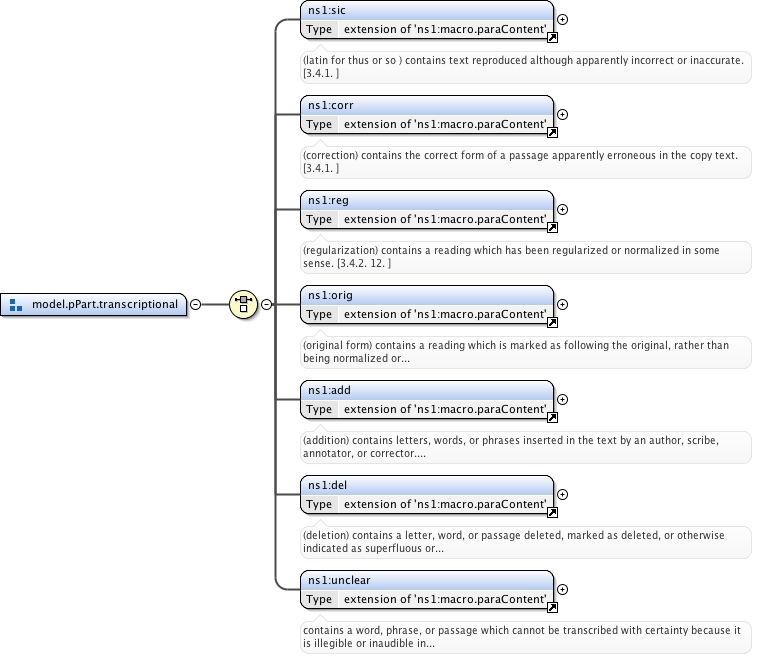 ns1:sic
Type extension of 'ns1:macro.paraContent'
(latin for thus or so ) contains text reproduced although apparently incorrect or inaccurate.
[3.4.1. ]
ns1:corr
Type extension of 'ns1:macro.paraContent'
(correction) contains the correct form of a passage apparently erroneous in the copy text.
[3.4.1. ]
ns1:reg
Type extension of 'ns1:macro.paraContent'
(regularization) contains a reading which has been regularized or normalized in some
sense. [3.4.2. 12. ]
model.pPart.transcriptional
ns1:orig
Type extension of 'ns1:macro.paraContent'
(original form) contains a reading which is marked as following the original, rather than
being normalized or...
ns1:add
Type extension of 'ns1:macro.paraContent'
(addition) contains letters, words, or phrases inserted in the text by an author, scribe,
annotator, or corrector....
ns1:del
Type extension of 'ns1:macro.paraContent'
(deletion) contains a letter, word, or passage deleted, marked as deleted, or otherwise
indicated as superfluous or...
ns1:unclear
Type extension of 'ns1:macro.paraContent'
contains a word, phrase, or passage which cannot be transcribed with certainty because it
is illegible or inaudible in...